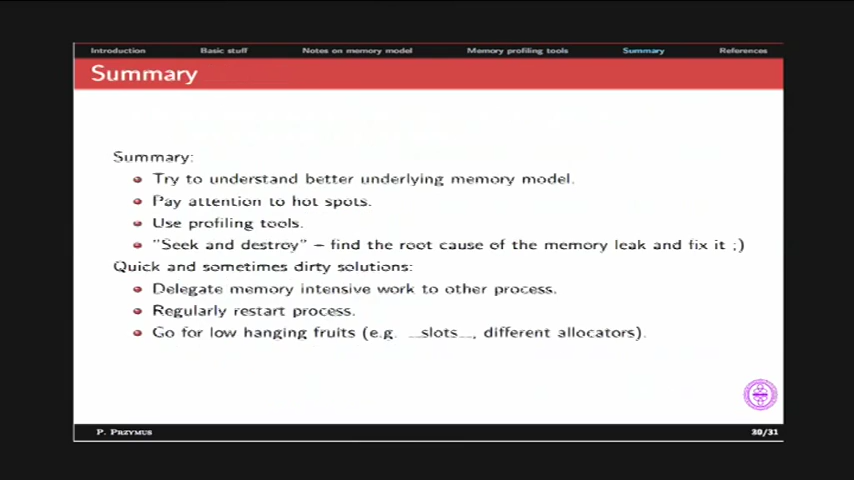 Introduction Basic stuff Notes on memory model Memory profiling tools Summary References
Summary
Summary:
Try to understand better underlying memory model.
Pay attention to hot spots.
Use profiling tools.
"Seek and destroy" – find the root cause of the memory leak and fix it ;)
Quick and sometimes dirty solutions:
Delegate memory intensive work to other process.
Regularly restart process.
Go for low hanging fruits (e.g. __slots__, different allocators).
P. Przymus 30/31